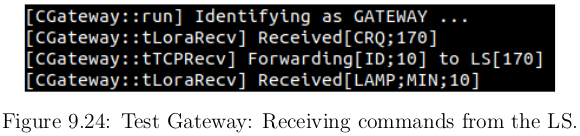 [CGateway::run] Identifying as GATEWAY ...
[CGateway::tLoraRecv] Received[CRQ;170]
[CGateway::tTCPRecv] Forwarding[ID;10] to LS[170]
[CGateway::tLoraRecv] Received[LAMP;MIN;10]
Figure 9.24: Test Gateway: Receiving commands from the LS.